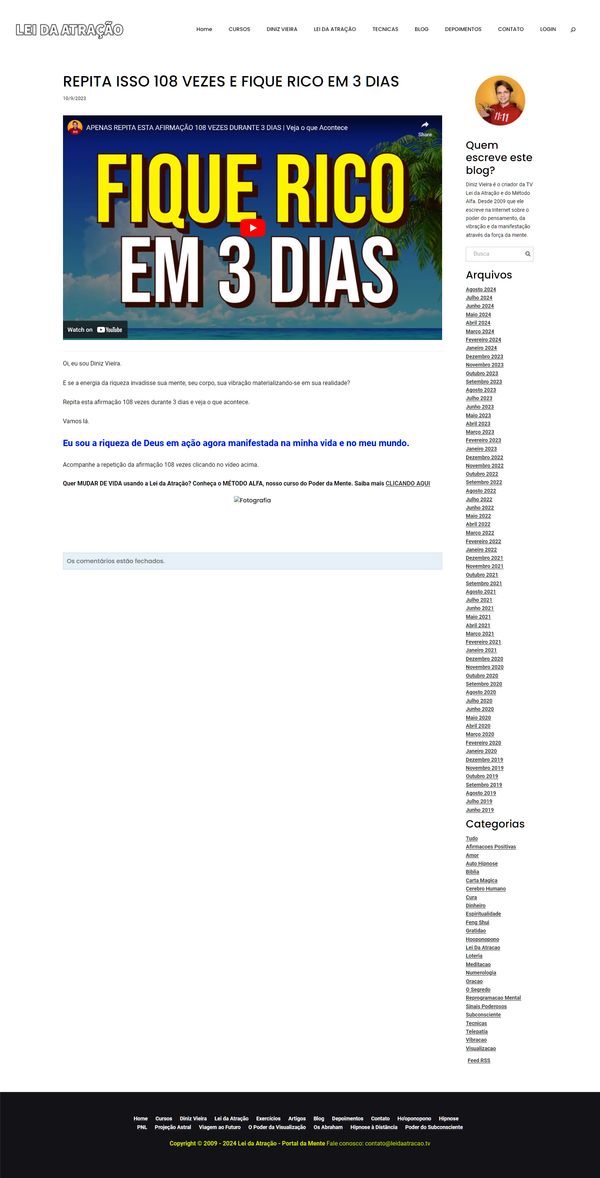 LEI DA ATRAÇÃO
Home CURSOS DINIZ VIEIRA LEI DA ATRAÇÃO TECNICAS BLOG DEPOIMENTOS CONTATO LOGIN
REPITA ISSO 108 VEZES E FIQUE RICO EM 3 DIAS
10/9/2023
APENAS REPITA ESTA AFIRMAÇÃO 108 VEZES DURANTE 3 DIAS | Veja o que Acontece
Share
FIQUE RICO
EM 3 DIAS
Watch on YouTube
Oi, eu sou Diniz Vieira.
E se a energia da riqueza invadisse sua mente, seu corpo, sua vibração materializando-se em sua realidade?
Repita esta afirmação 108 vezes durante 3 dias e veja o que acontece.
Vamos lá.
Eu sou a riqueza de Deus em ação agora manifestada na minha vida e no meu mundo.
Acompanhe a repetição da afirmação 108 vezes clicando no vídeo acima.
Quer MUDAR DE VIDA usando a Lei da Atração? Conheça o MÉTODO ALFA, nosso curso do Poder da Mente. Saiba mais CLICANDO AQUI
Fotografia
Os comentários estão fechados.
11:11
Quem
escreve este
blog?
Diniz Vieira é o criador da TV
Lei da Atração e do Método
Alfa. Desde 2009 que ele
escreve na Internet sobre o
poder do pensamento, da
vibração e da manifestação
através da força da mente.
Busca
Arquivos
Agosto 2024
Julho 2024
Junho 2024
Maio 2024
Abril 2024
Março 2024
Fevereiro 2024
Janeiro 2024
Dezembro 2023
Novembro 2023
Outubro 2023
Setembro 2023
Agosto 2023
Julho 2023
Junho 2023
Maio 2023
Abril 2023
Março 2023
Fevereiro 2023
Janeiro 2023
Dezembro 2022
Novembro 2022
Outubro 2022
Setembro 2022
Agosto 2022
Julho 2022
Junho 2022
Maio 2022
Abril 2022
Março 2022
Fevereiro 2022
Janeiro 2022
Dezembro 2021
Novembro 2021
Outubro 2021
Setembro 2021
Agosto 2021
Julho 2021
Junho 2021
Maio 2021
Abril 2021
Março 2021
Fevereiro 2021
Janeiro 2021
Dezembro 2020
Novembro 2020
Outubro 2020
Setembro 2020
Agosto 2020
Julho 2020
Junho 2020
Maio 2020
Abril 2020
Março 2020
Fevereiro 2020
Janeiro 2020
Dezembro 2019
Novembro 2019
Outubro 2019
Setembro 2019
Agosto 2019
Julho 2019
Junho 2019
Categorias
Tudo
Afirmacoes Positivas
Amor
Auto Hipnose
Biblia
Carta Magica
Cerebro Humano
Cura
Dinheiro
Espiritualidade
Feng Shui
Gratidao
Hooponopono
Lei Da Atracao
Loteria
Meditacao
Numerologia
Oracao
O Segredo
Reprogramacao Mental
Sinais Poderosos
Subconsciente
Tecnicas
Telepatia
Vibracao
Visualizacao
Feed RSS
Home Cursos Diniz Vieira Lei da Atração Exercícios Artigos Blog Depoimentos Contato Ho'oponopono Hipnose
PNL Projeção Astral Viagem ao Futuro O Poder da Visualização Os Abraham Hipnose à Distância Poder do Subconsciente
Copyright © 2009 - 2024 Lei da Atração - Portal da Mente Fale conosco: contato@leidaatracao.tv